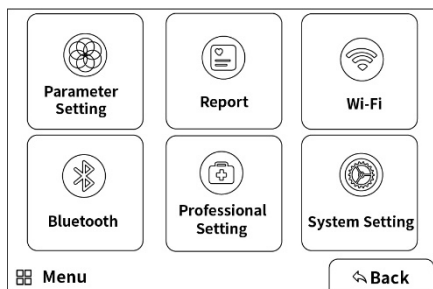 Parameter
Setting
Report
Wi-Fi
Bluetooth
Professional
Setting
System Setting
Menu
Back